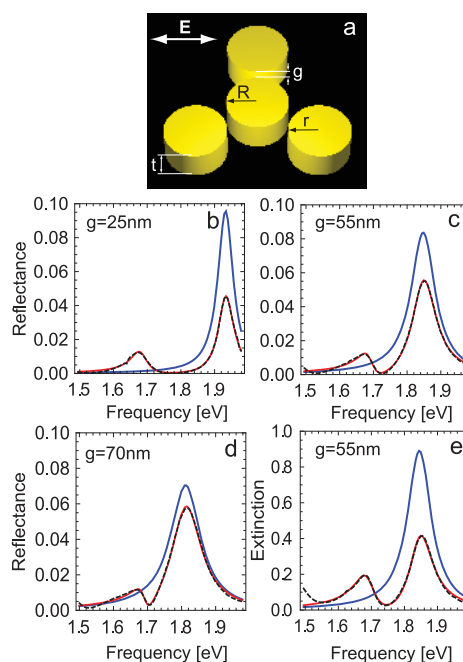 E
a
g
R
r
t
Reflectance
0.10
0.08
0.06
0.04
0.02
0.00
g=25nm
b
1.5 1.6 1.7 1.8 1.9
Frequency [eV]
0.10
0.08
0.06
0.04
0.02
0.00
g=55nm
c
1.5 1.6 1.7 1.8 1.9
Frequency [eV]
Reflectance
0.10
0.08
0.06
0.04
0.02
0
g=70nm
d
1.5 1.6 1.7 1.8 1.9
Frequency [eV]
Extinction
1.0
0.8
0.6
0.4
0.2
0.0
g=55nm
e
1.5 1.6 1.7 1.8 1.9
Frequency [eV]